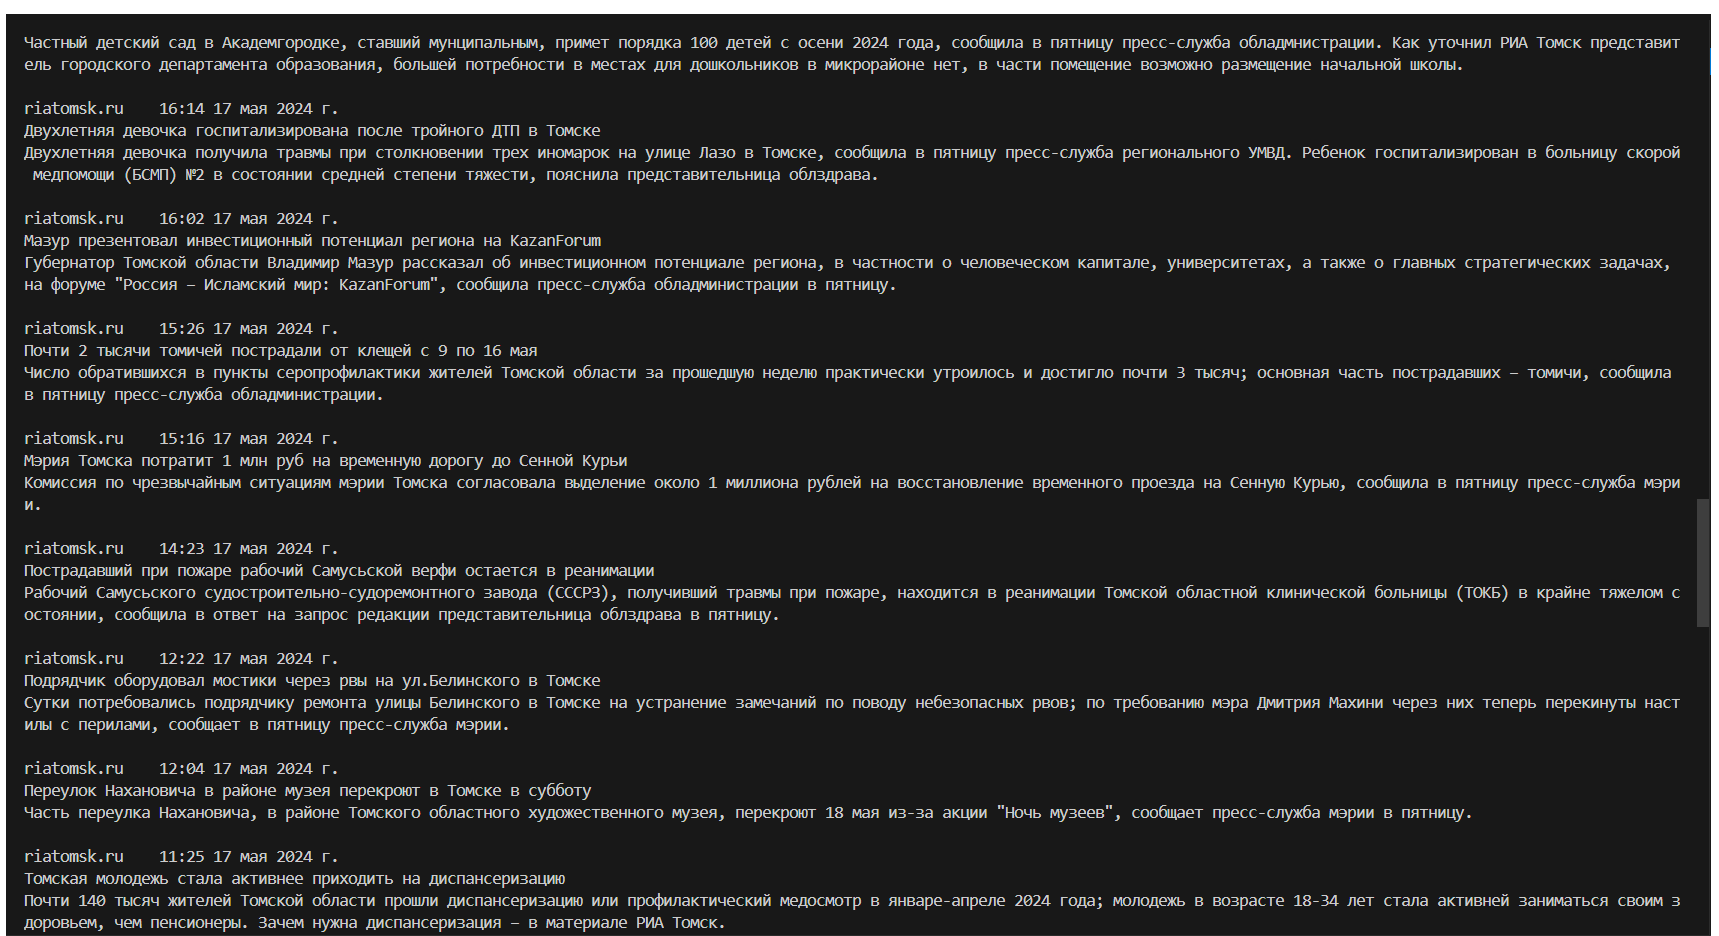 Частный детский сад в Академгородке, ставший мунципальным, примет порядка 100 детей с осени 2024 года, сообщила в пятницу пресс-служба обладмнистрации. Как уточнил РИА Томск представит
ель городского департамента образования, большей потребности в местах для дошкольников в микрорайоне нет, в части помещение возможно размещение начальной школы.
riatomsk.ru    16:14 17 мая 2024 г.
Двухлетняя девочка госпитализирована после тройного ДТП в Томске
Двухлетняя девочка получила травмы при столкновении трех иномарок на улице Лазо в Томске, сообщила в пятницу пресс-служба регионального УМВД. Ребенок госпитализирован в больницу скорой
медпомощи (БСМП) №2 в состоянии средней степени тяжести, пояснила представительница облздрава.
riatomsk.ru    16:02 17 мая 2024 г.
Мазур презентовал инвестиционный потенциал региона на KazanForum
Губернатор Томской области Владимир Мазур рассказал об инвестиционном потенциале региона, в частности о человеческом капитале, университетах, а также о главных стратегических задачах,
на форуме "Россия – Исламский мир: KazanForum", сообщила пресс-служба обладминистрации в пятницу.
riatomsk.ru    15:26 17 мая 2024 г.
Почти 2 тысячи томичей пострадали от клещей с 9 по 16 мая
Число обратившихся в пункты серопрофилактики жителей Томской области за прошедшую неделю практически утроилось и достигло почти 3 тысяч; основная часть пострадавших – томичи, сообщила
в пятницу пресс-служба обладминистрации.
riatomsk.ru    15:16 17 мая 2024 г.
Мэрия Томска потратит 1 млн руб на временную дорогу до Сенной Курьи
Комиссия по чрезвычайным ситуациям мэрии Томска согласовала выделение около 1 миллиона рублей на восстановление временного проезда на Сенную Курью, сообщила в пятницу пресс-служба мэри
и.
riatomsk.ru    14:23 17 мая 2024 г.
Пострадавший при пожаре рабочий Самусьской верфи остается в реанимации
Рабочий Самусьского судостроительно-судоремонтного завода (СССРЗ), получивший травмы при пожаре, находится в реанимации Томской областной клинической больницы (ТОКБ) в крайне тяжелом с
остоянии, сообщила в ответ на запрос редакции представительница облздрава в пятницу.
riatomsk.ru    12:22 17 мая 2024 г.
Подрядчик оборудовал мостики через рвы на ул.Белинского в Томске
Сутки потребовались подрядчику ремонта улицы Белинского в Томске на устранение замечаний по поводу небезопасных рвов; по требованию мэра Дмитрия Махини через них теперь перекинуты наст
илы с перилами, сообщает в пятницу пресс-служба мэрии.
riatomsk.ru    12:04 17 мая 2024 г.
Переулок Нахановича в районе музея перекроют в Томске в субботу
Часть переулка Нахановича, в районе Томского областного художественного музея, перекроют 18 мая из-за акции "Ночь музеев", сообщает пресс-служба мэрии в пятницу.
riatomsk.ru    11:25 17 мая 2024 г.
Томская молодежь стала активнее приходить на диспансеризацию
Почти 140 тысяч жителей Томской области прошли диспансеризацию или профилактический медосмотр в январе-апреле 2024 года; молодежь в возрасте 18-34 лет стала активней заниматься своим з
доровьем, чем пенсионеры. Зачем нужна диспансеризация – в материале РИА Томск.